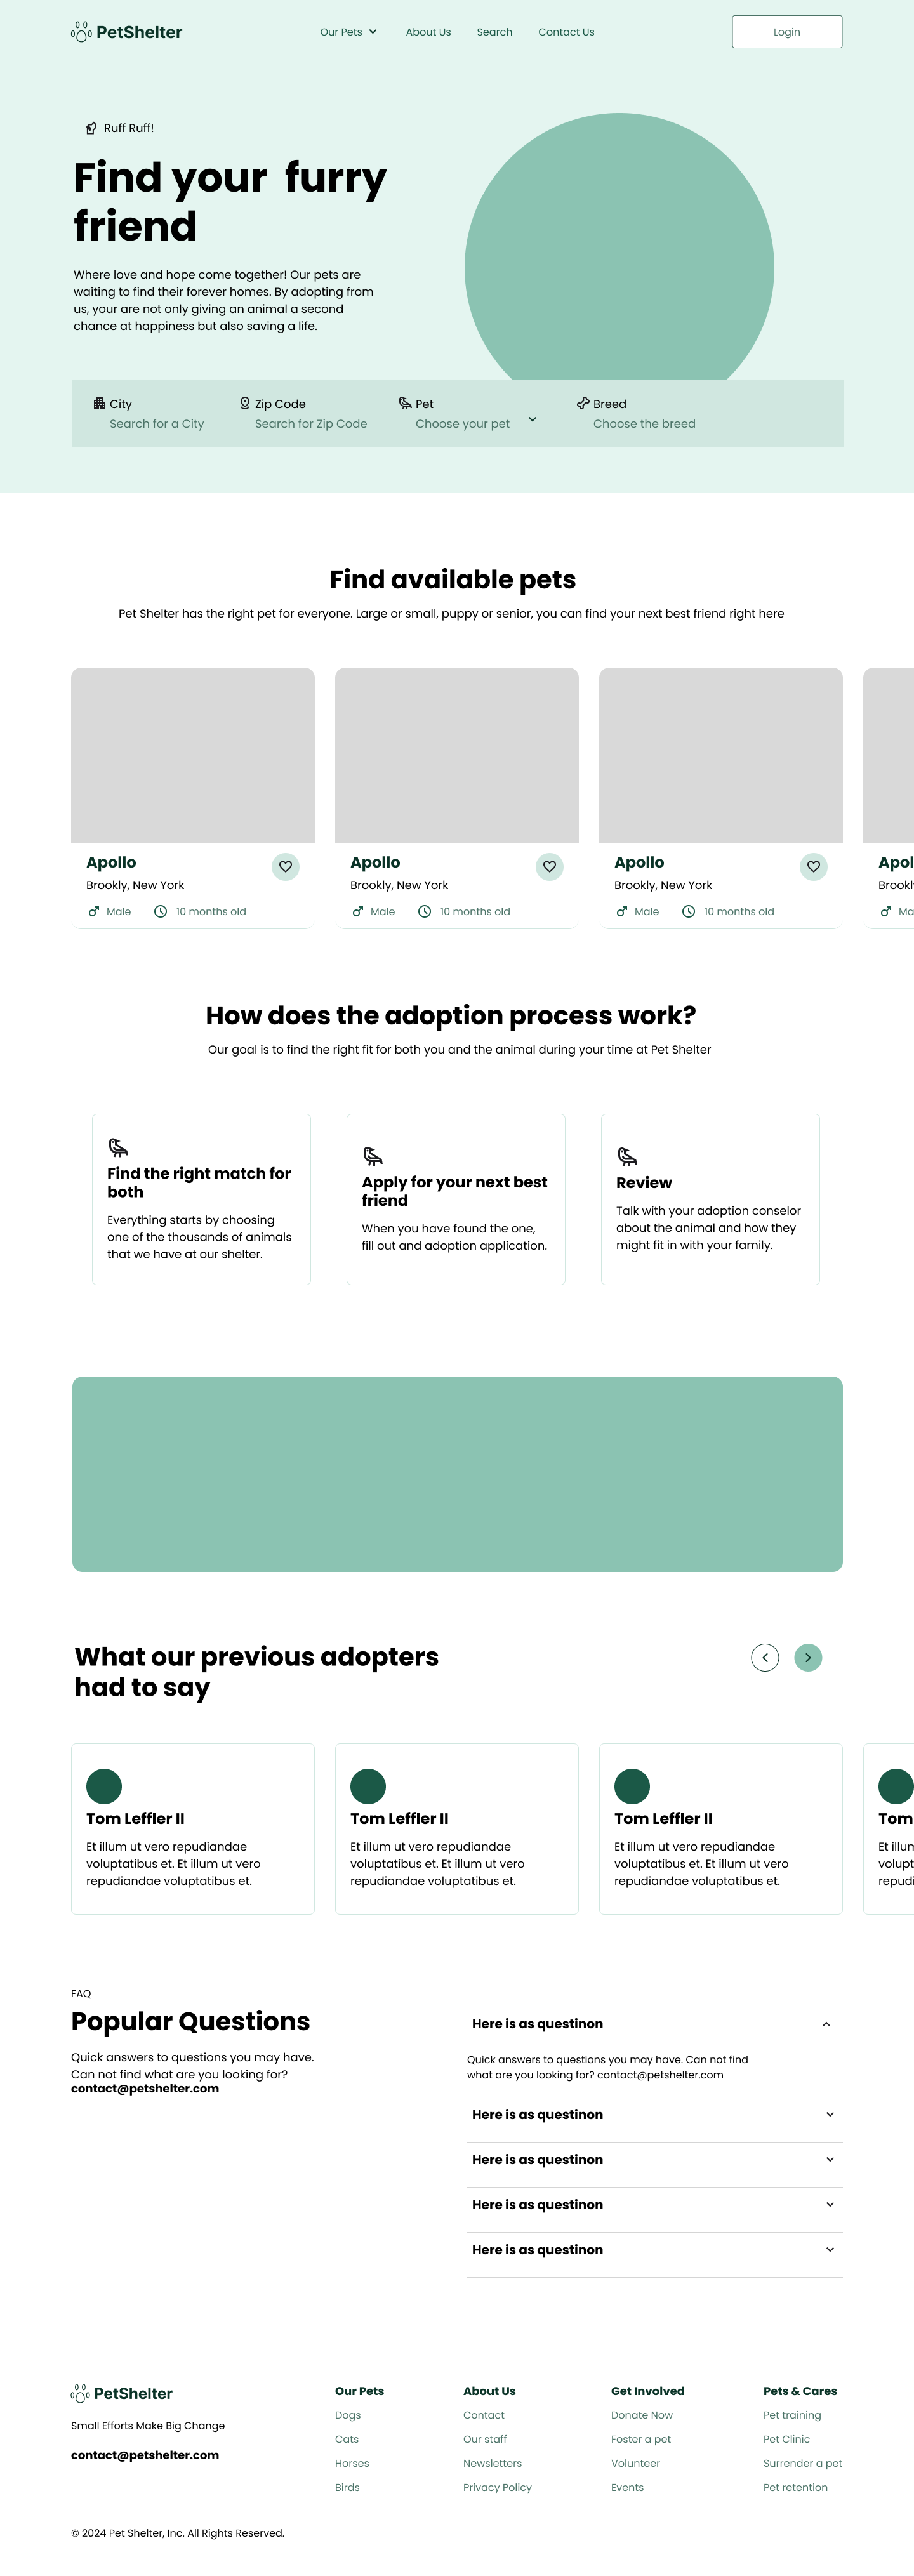 PetShelter
Our Pets
About Us
Search
Contact Us
Login
Ruff Ruff!
Find your furry
friend
Where love and hope come together! Our pets are
waiting to find their forever homes. By adopting from
us, your are not only giving an animal a second
chance at happiness but also saving a life.
City
Search for a City
Zip Code
Search for Zip Code
Pet
Choose your pet
Breed
Choose the breed
Find available pets
Pet Shelter has the right pet for everyone. Large or small, puppy or senior, you can find your next best friend right here
Apollo
Brookly, New York
Male
10 months old
Apollo
Brookly, New York
Male
10 months old
Apollo
Brookly, New York
Male
10 months old
Apol
Brookl
Ma
How does the adoption process work?
Our goal is to find the right fit for both you and the animal during your time at Pet Shelter
Find the right match for
both
Everything starts by choosing
one of the thousands of animals
that we have at our shelter.
Apply for your next best
friend
When you have found the one,
fill out and adoption application.
Review
Talk with your adoption conselor
about the animal and how they
might fit in with your family.
What our previous adopters
had to say
Tom Leffler II
Et illum ut vero repudiandae
voluptatibus et. Et illum ut vero
repudiandae voluptatibus et.
Tom Leffler II
Et illum ut vero repudiandae
voluptatibus et. Et illum ut vero
repudiandae voluptatibus et.
Tom Leffler II
Et illum ut vero repudiandae
voluptatibus et. Et illum ut vero
repudiandae voluptatibus et.
Tom
Et illum
volupt
repudi
FAQ
Popular Questions
Quick answers to questions you may have.
Can not find what are you looking for?
contact@petshelter.com
Here is as questinon
Quick answers to questions you may have. Can not find
what are you looking for? contact@petshelter.com
Here is as questinon
Here is as questinon
Here is as questinon
Here is as questinon
PetShelter
Small Efforts Make Big Change
contact@petshelter.com
Our Pets
Dogs
Cats
Horses
Birds
About Us
Contact
Our staff
Newsletters
Privacy Policy
Get Involved
Donate Now
Foster a pet
Volunteer
Events
Pets & Cares
Pet training
Pet Clinic
Surrender a pet
Pet retention
© 2024 Pet Shelter, Inc. All Rights Reserved.